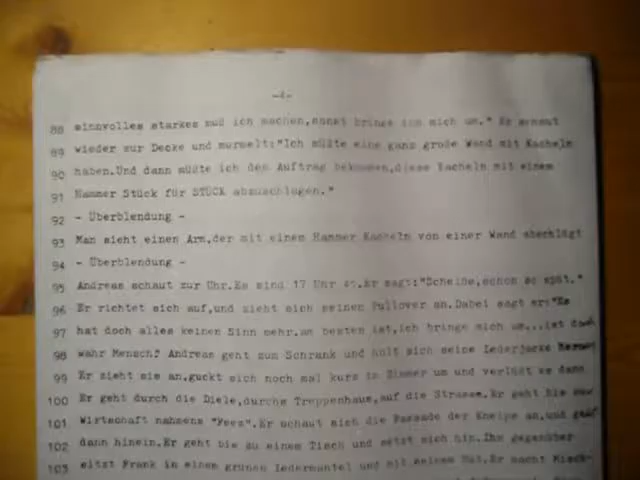 -4-
88 sinnvolles starkes muß ich machen,sonst bringe ich mich um." Er schaut
89 wieder zur Decke und murmelt:"Ich müßte eine ganz große Wand mit Kacheln
90 haben.Und dann müßte ich den Auftrag bekommen,diese Kacheln mit einem
91 Hammer Stück für STÜCK abzuschlagen."
92 - Überblendung -
93 Man sieht einen Arm,der mit einem Hammer Kacheln von einer Wand abschlägt
94 - Überblendung -
95 Andreas schaut zur Uhr.Es sind 17 Uhr Er sagt:"Scheiße,schon so spät."
96 Er richtet sich auf,und zieht sich seinen Pullover an.Dabei sagt er:"Es
97 hat doch alles keinen Sinn mehr.am besten ist,ich bringe mich um...ist doch
98 wahr Mensch! Andreas geht zum Schrank und holt sich seine Lederjacke
99 Er zieht sie an,guckt sich noch mal kurz im Zimmer um und verläßt es dann
100 Er geht durch die Diele,durchs Treppenhaus,auf die Strasse.Er geht bis zur
101 Wirtschaft nahmens "Feez".Er schaut sich die Fassade der Kneipe an,und geht
102 dann hinein.Er geht bis zu einem Tisch und setzt sich hin.Ihm gegenüber
103 sitzt Frank in einem grünen Ledermantel und mit seinem Hut.Er macht